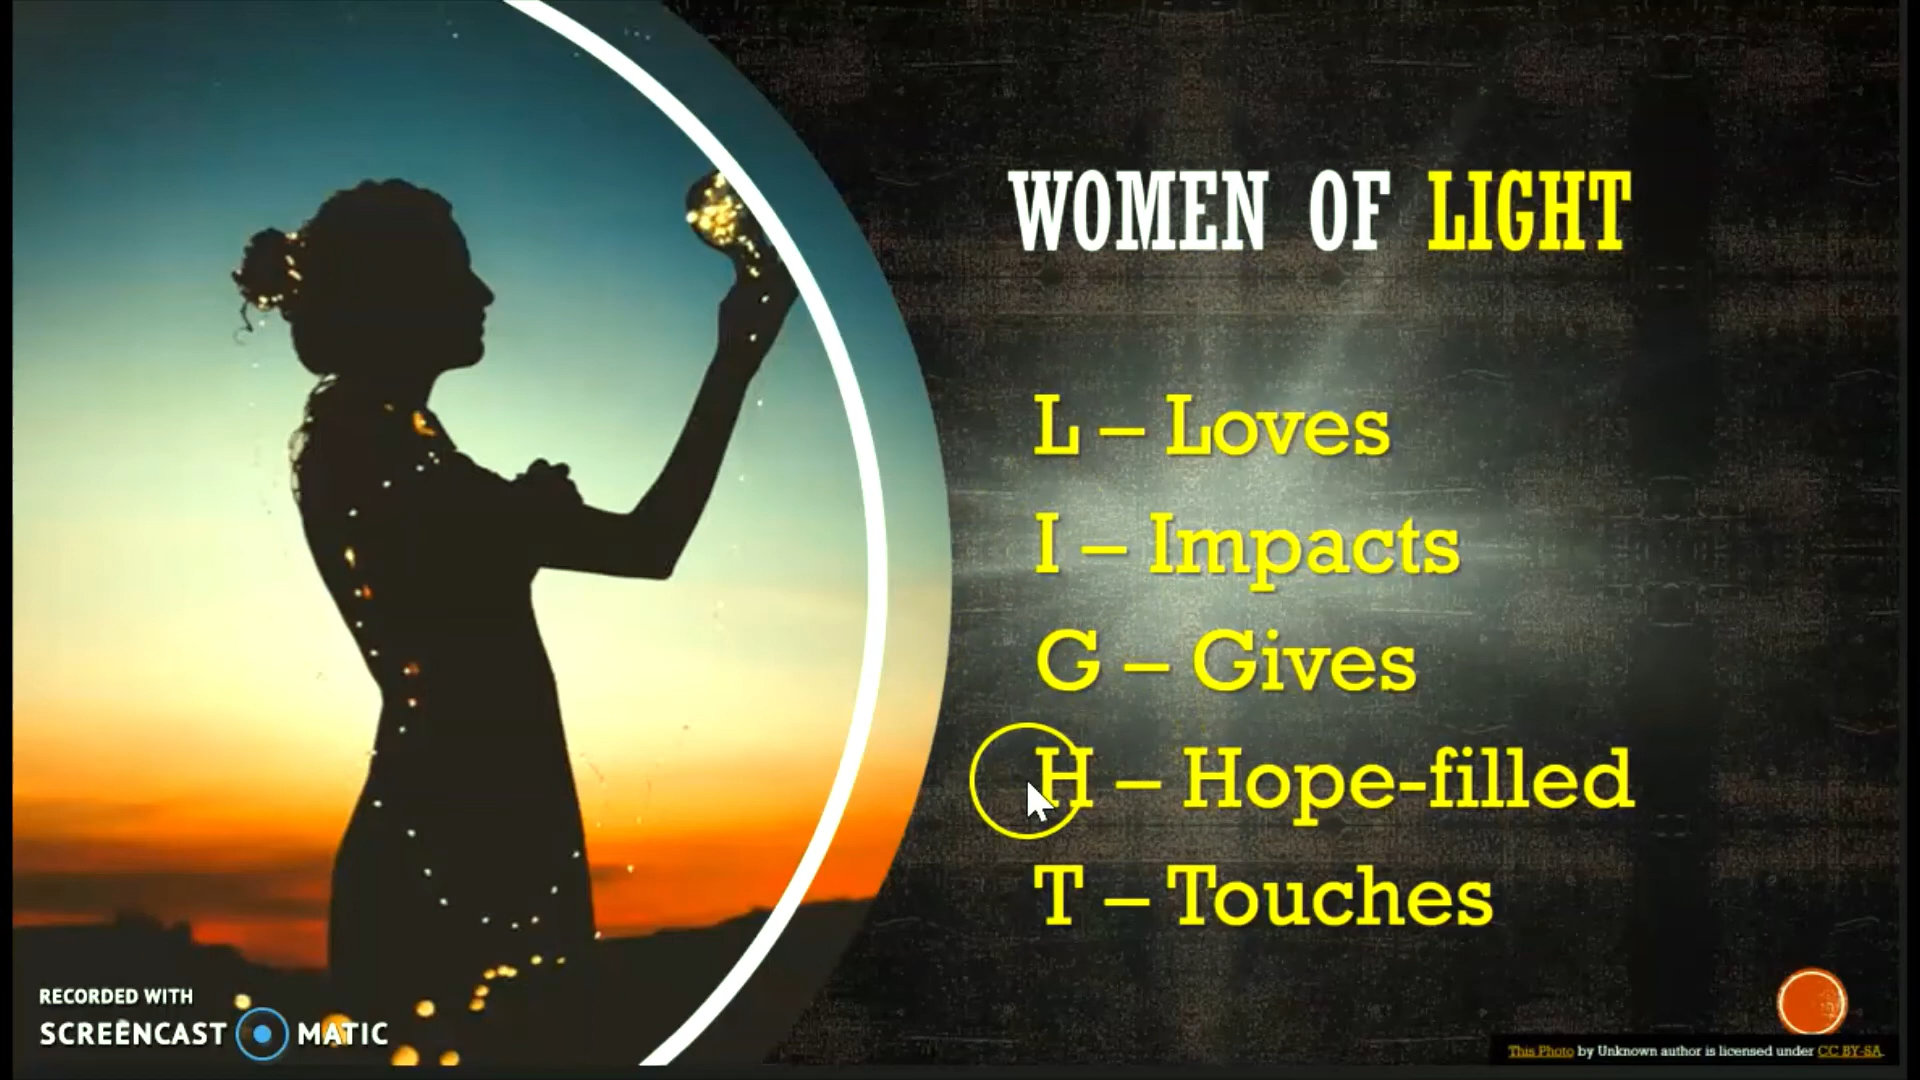 WOMEN OF LIGHT
L – Loves
I – Impacts
G – Gives
H – Hope-filled
T – Touches
RECORDED WITH
SCREENCAST MATIC
This Photo by Unknown author is licensed under CC BY-SA.